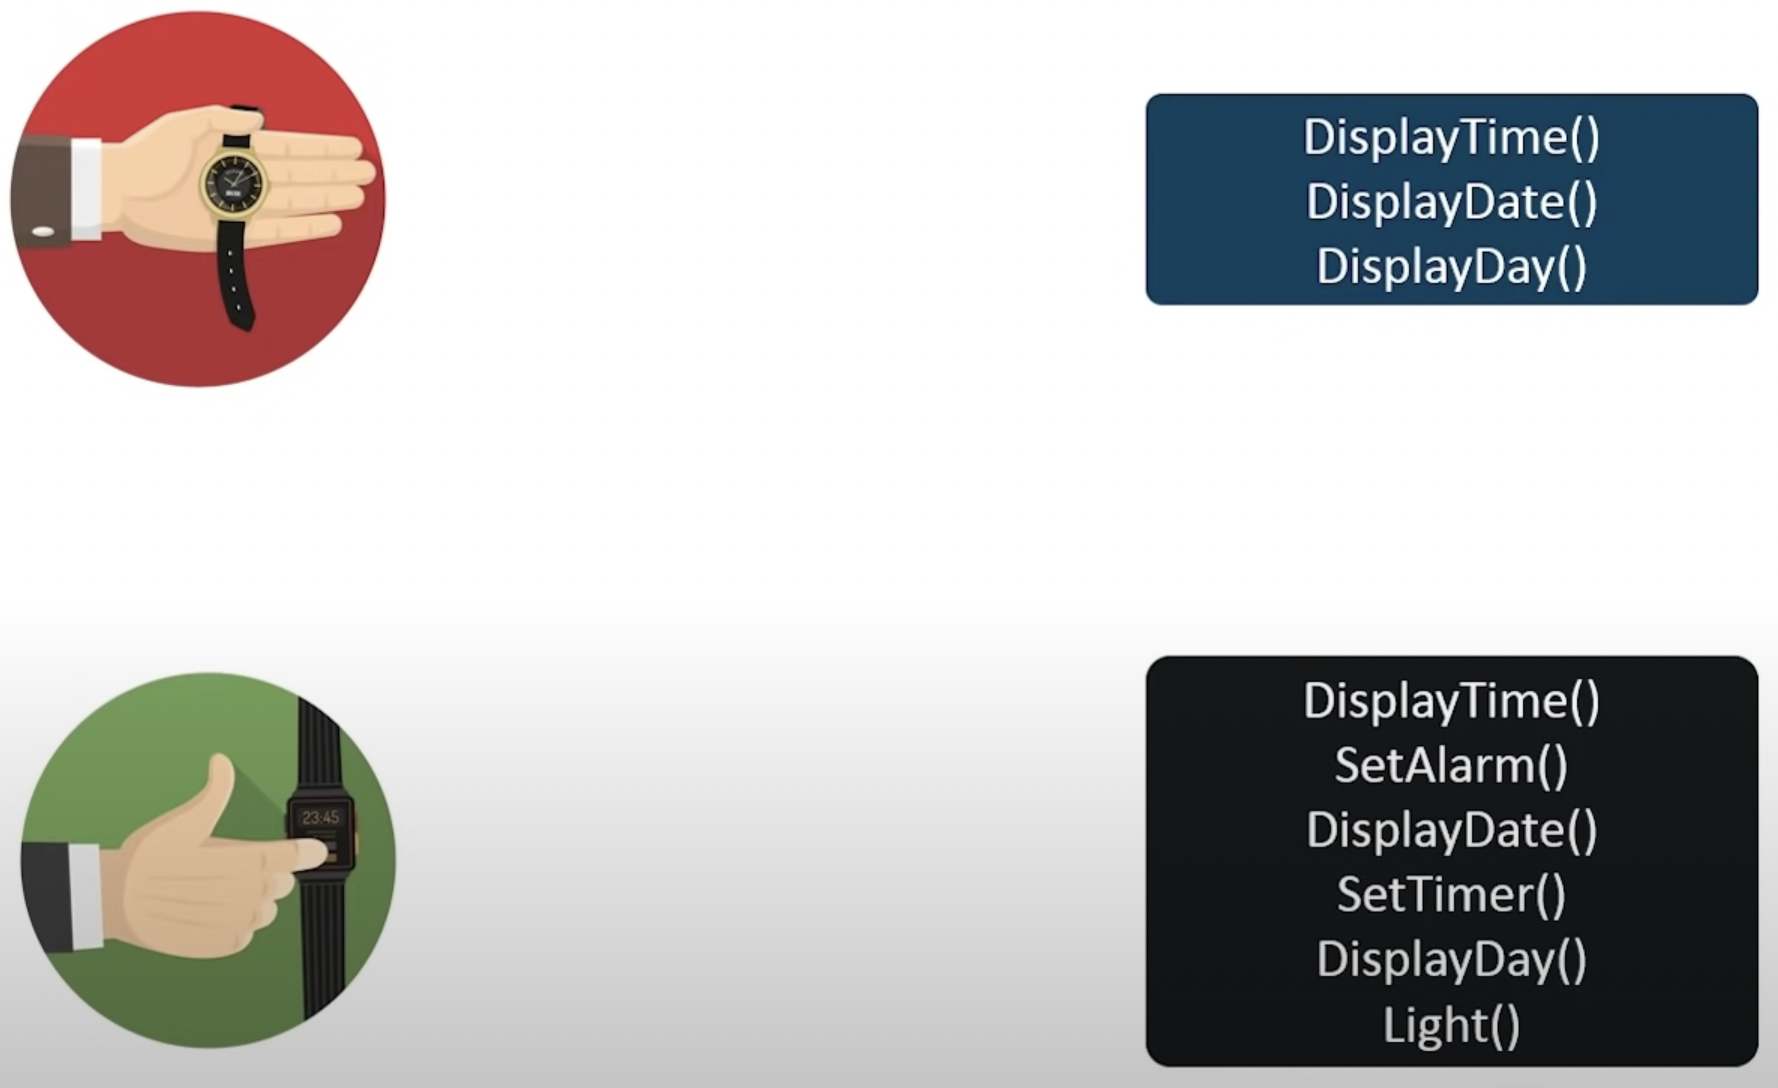 DisplayTime()
DisplayDate()
DisplayDay()
23:45
DisplayTime()
SetAlarm()
DisplayDate()
SetTimer()
DisplayDay()
Light()